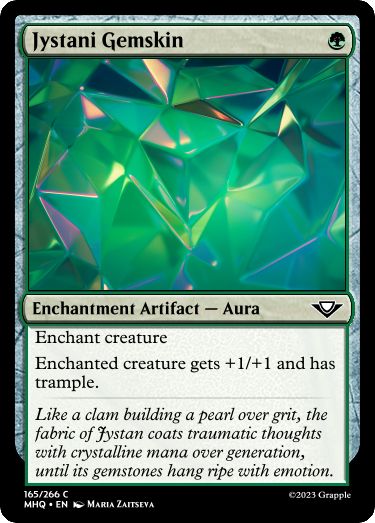 Jystani Gemskin
Enchantment Artifact — Aura
Enchant creature
Enchanted creature gets +1/+1 and has
trample.
Like a clam building a pearl over grit, the
fabric of Jystan coats traumatic thoughts
with crystalline mana over generation,
until its gemstones hang ripe with emotion.
165/266 C
MHQ • EN Maria Zaitseva
©2023 Grapple